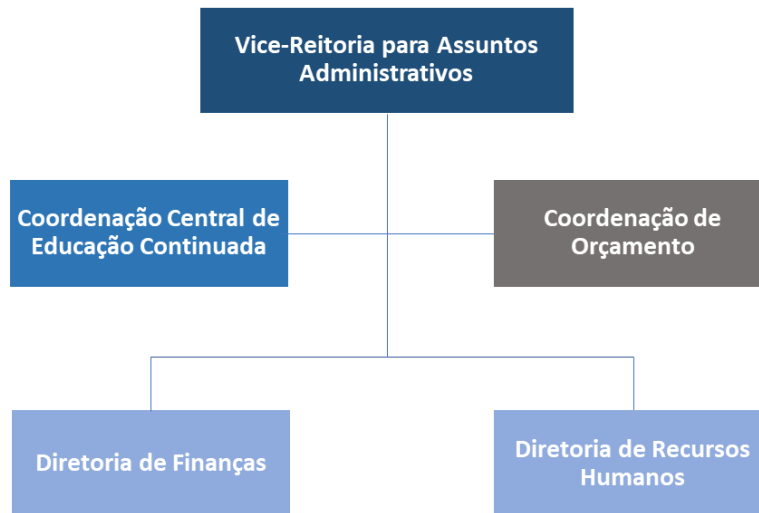 Vice-Reitoria para Assuntos
Administrativos
Coordenação Central de
Educação Continuada
Coordenação de
Orçamento
Diretoria de Finanças
Diretoria de Recursos
Humanos